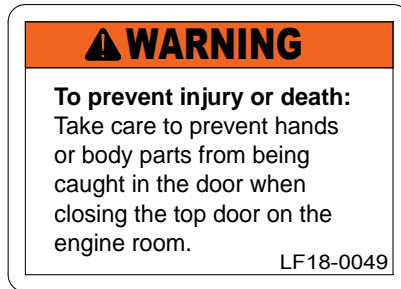 WARNING
To prevent injury or death:
Take care to prevent hands
or body parts from being
caught in the door when
closing the top door on the
engine room.
LF18-0049